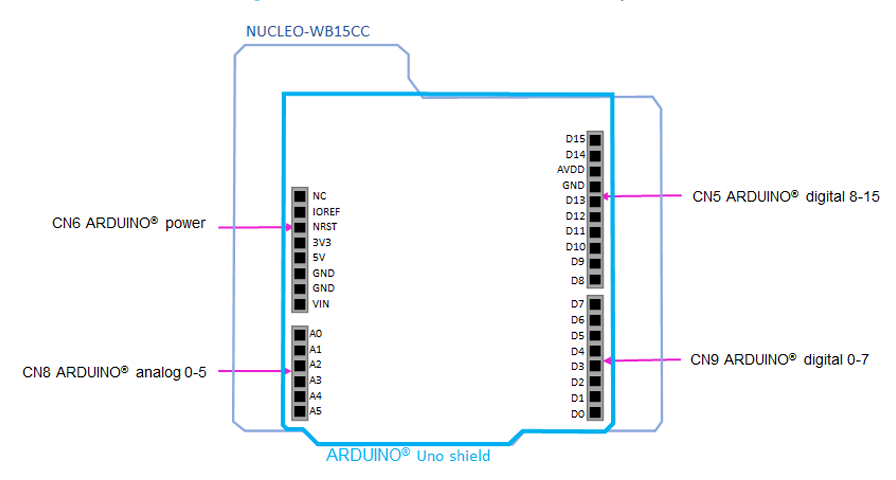 NUCLEO-WB15CC
D15
D14
AVDD
GND
D13
D12
D11
D10
D9
D8
CN5 ARDUINO® digital 8-15
NC
IOREF
NRST
3V3
5V
GND
GND
VIN
CN6 ARDUINO® power
A0
A1
A2
A3
A4
A5
CN8 ARDUINO® analog 0-5
D7
D6
D5
D4
D3
D2
D1
D0
CN9 ARDUINO® digital 0-7
ARDUINO® Uno shield